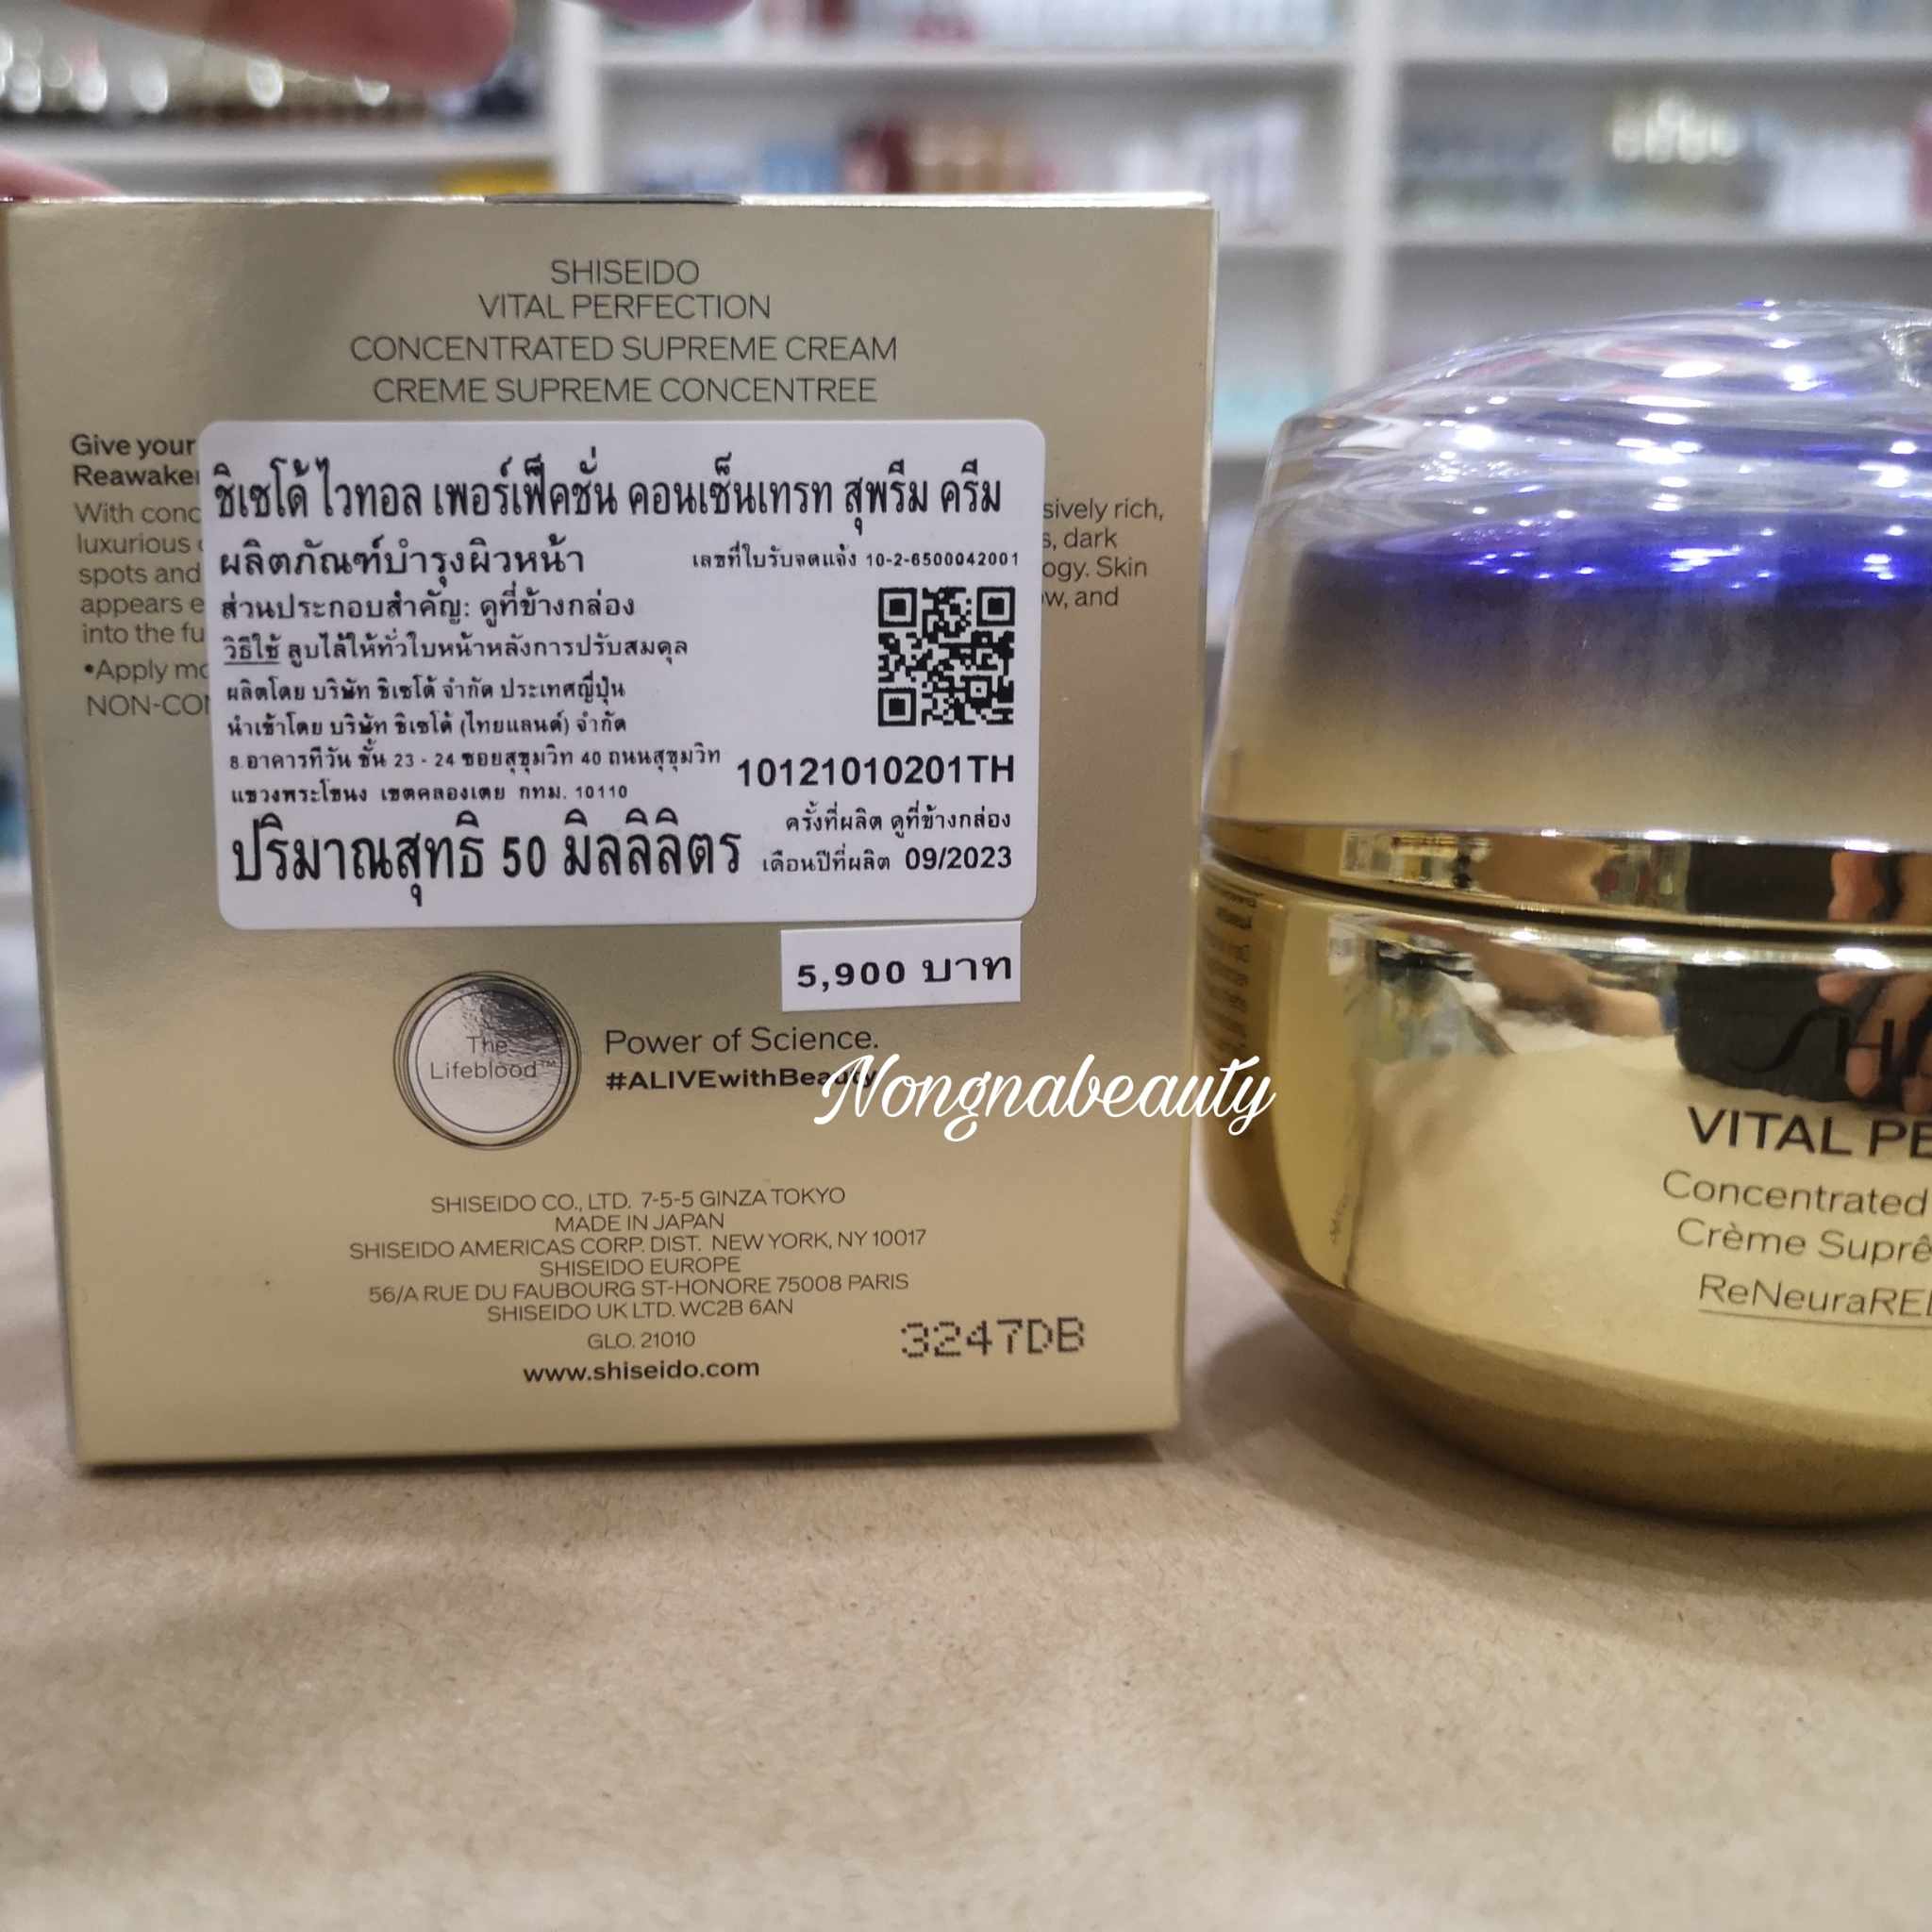 SHISEIDO
VITAL PERFECTION
CONCENTRATED SUPREME CREAM
CREME SUPREME CONCENTREE
Give your
With
luxurious
spots and
appears
into the
•Apply
sively rich,
s, dark
ogy. Skin
w, and
ชิเซโด้ ไวทอล เพอร์เฟ็คชั่น คอนเซ็นเทรท สุพรีม ครีม
ผลิตภัณฑ์บำรุงผิวหน้า เลขที่ใบรับจดแจ้ง 10-2-6500042001
ส่วนประกอบสำคัญ: ดูที่ข้างกล่อง
วิธีใช้ ลูบไล้ให้ทั่วใบหน้าหลังการปรับสมดุล
ผลิตโดย บริษัท ชิเซโด้ จำกัด ประเทศญี่ปุ่น
นำเข้าโดย บริษัท ชิเซโด้ (ไทยแลนด์) จำกัด
8 อาคารทีวัน ชั้น 23 - 24 ซอยสุขุมวิท 40 ถนนสุขุมวิท
แขวงพระโขนง เขตคลองเตย กทม. 10110
10121010201TH
ครั้งที่ผลิต ดูที่ข้างกล่อง
ปริมาณสุทธิ 50 มิลลิลิตร เดือนปีที่ผลิต 09/2023
5,900 บาท
The
Lifeblood™
Power of Science.
#ALIVEwithBeauty
Nongnabeauty
SHISEIDO CO., LTD. 7-5-5 GINZA TOKYO
MADE IN JAPAN
SHISEIDO AMERICAS CORP. DIST. NEW YORK, NY 10017
SHISEIDO EUROPE
56/A RUE DU FAUBOURG ST-HONORE 75008 PARIS
SHISEIDO UK LTD. WC2B 6AN
GLO. 21010
www.shiseido.com
3247DB
SHI
VITAL PE
Concentrated
Crème Suprê
ReNeuraRED